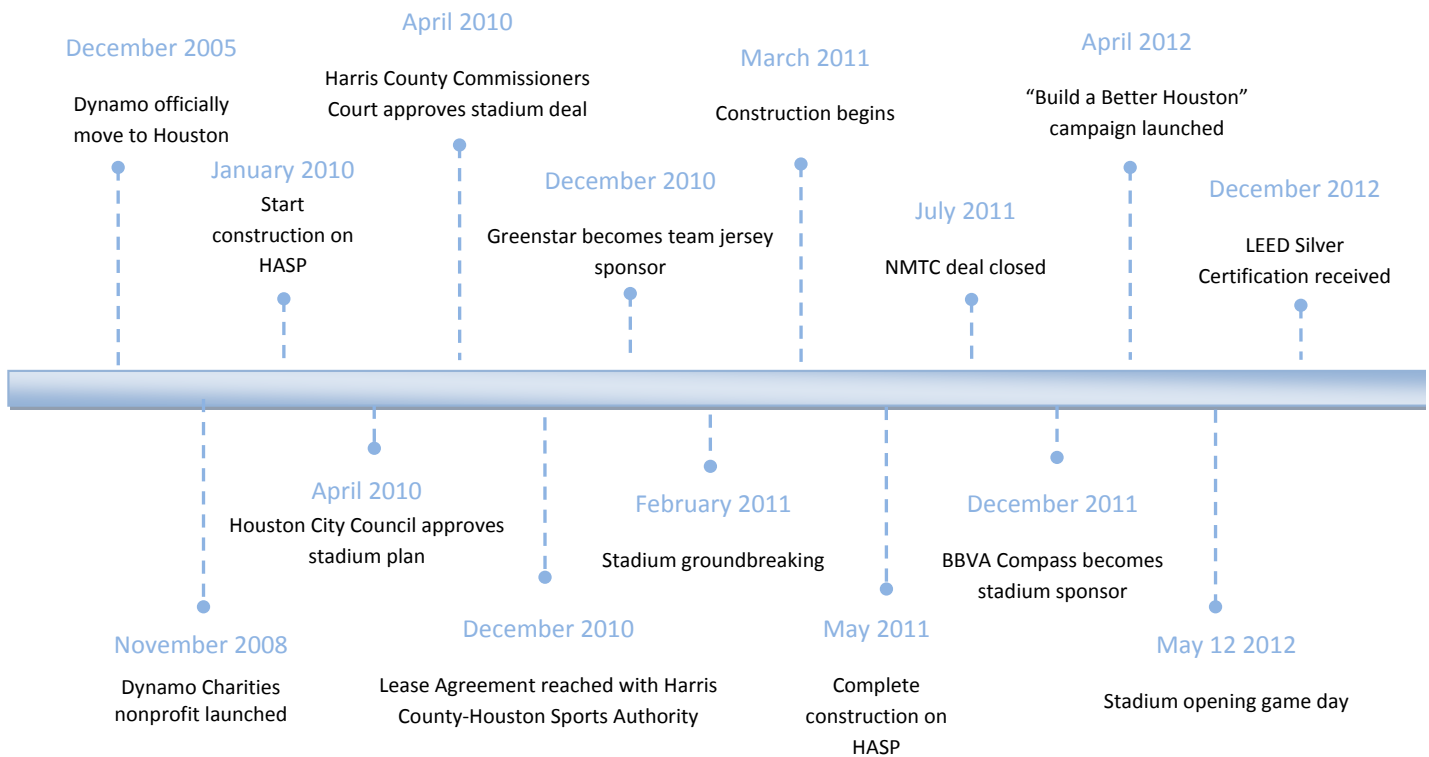 December 2005
Dynamo officially
move to Houston
November 2008
Dynamo Charities
nonprofit launched
January 2010
Start
construction on
HASP
April 2010
Houston City Council approves
stadium plan
April 2010
Harris County Commissioners
Court approves stadium deal
December 2010
Lease Agreement reached with Harris
County-Houston Sports Authority
December 2010
Greenstar becomes team jersey
sponsor
February 2011
Stadium groundbreaking
March 2011
Construction begins
May 2011
Complete
construction on
HASP
July 2011
NMTC deal closed
December 2011
BBVA Compass becomes
stadium sponsor
April 2012
“Build a Better Houston”
campaign launched
May 12 2012
Stadium opening game day
December 2012
LEED Silver
Certification received